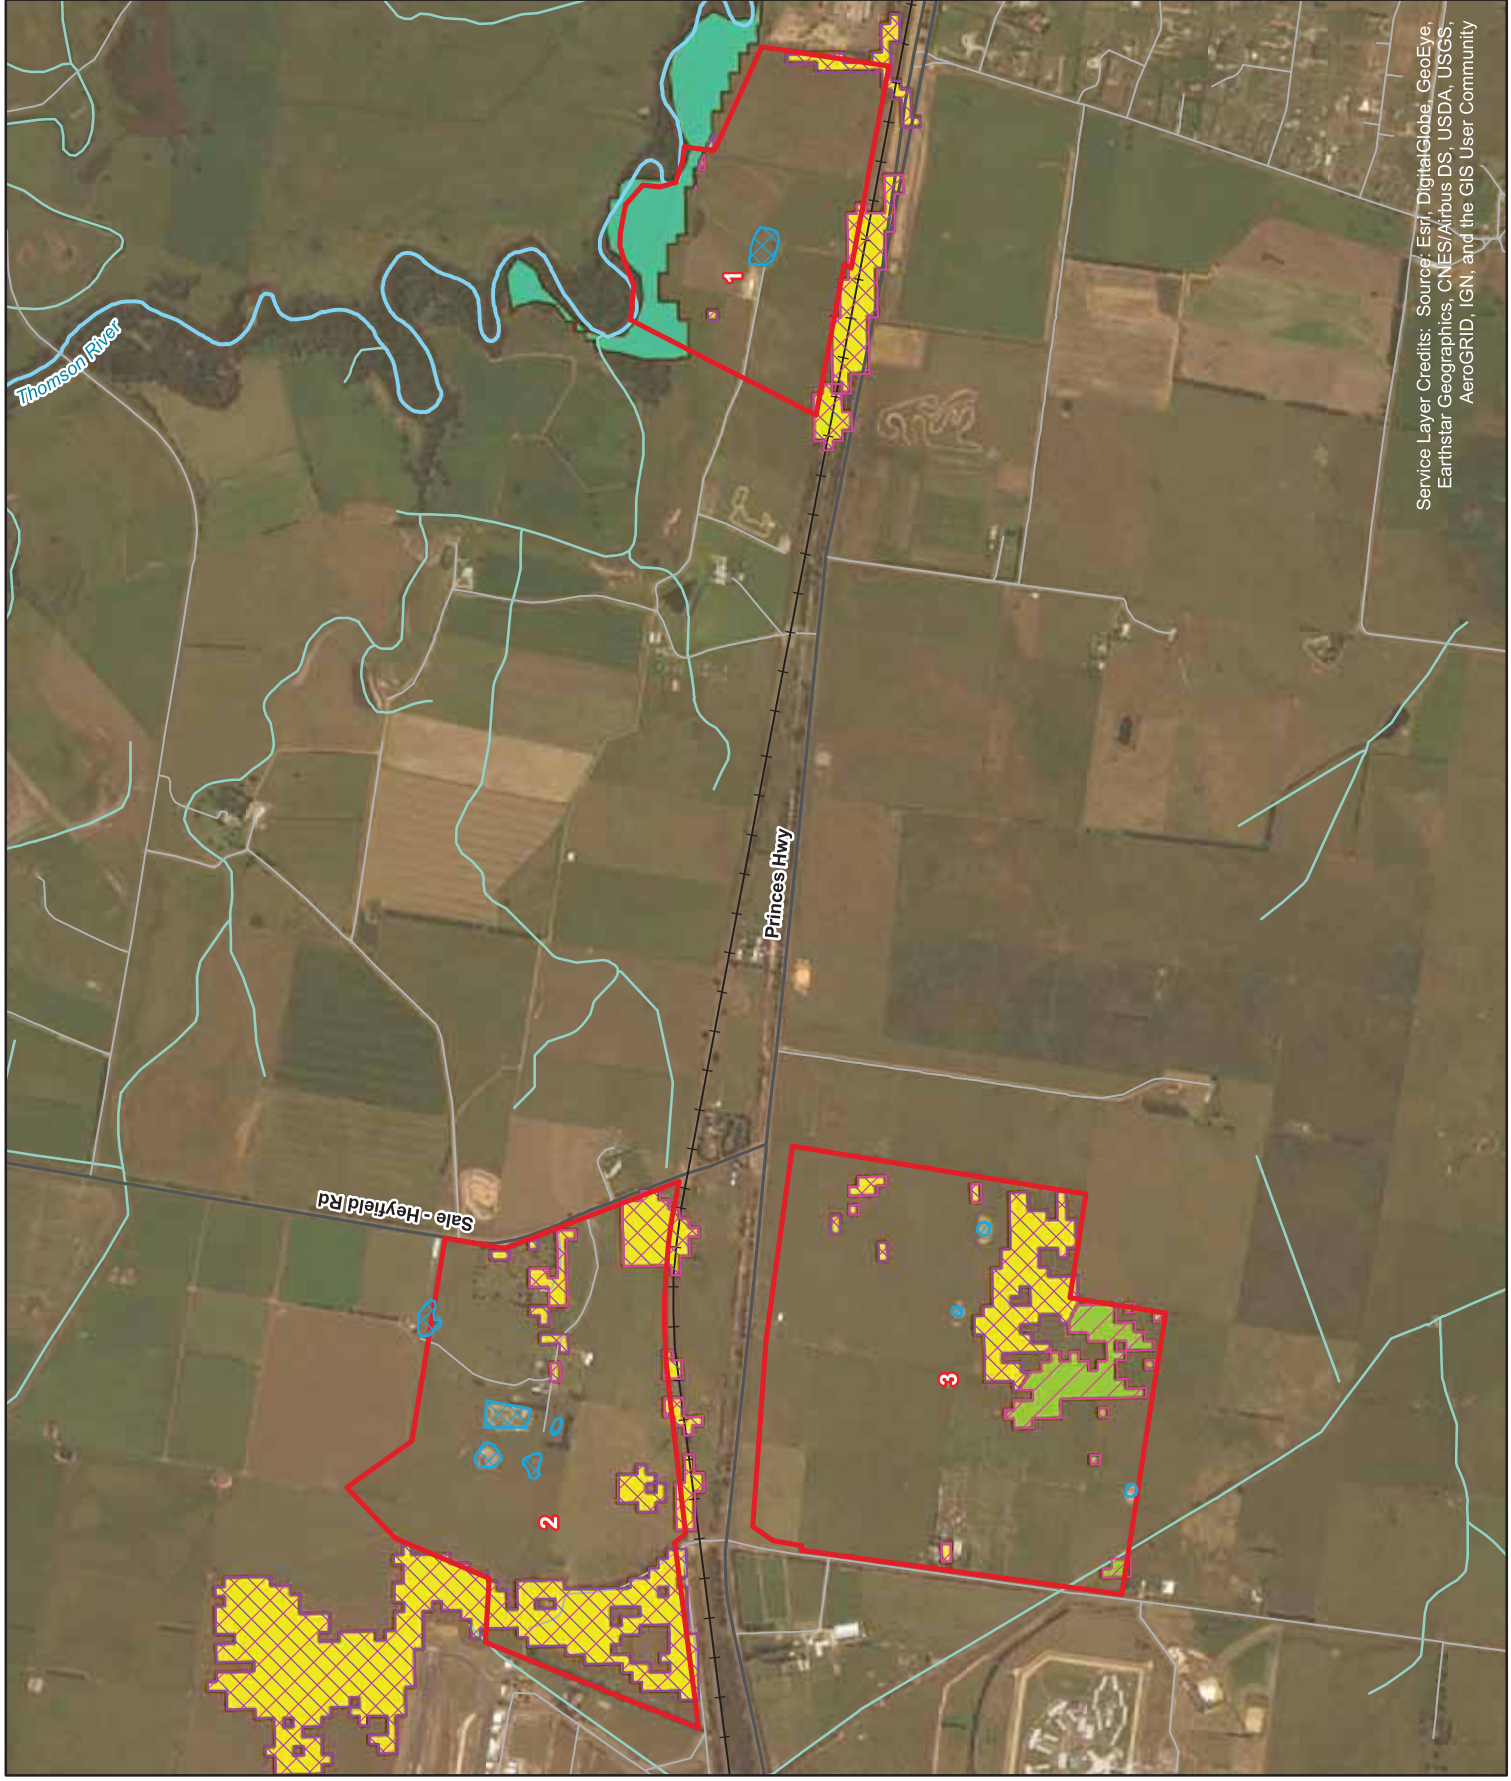 Thomson River
1
Princes Hwy
Sale - Heyfield Rd
2
3
Service Layer Credits: Source: Esri, DigitalGlobe, GeoEye,
Earthstar Geographics, CNES/Airbus DS, USDA, USGS,
AeroGRID, IGN, and the GIS User Community